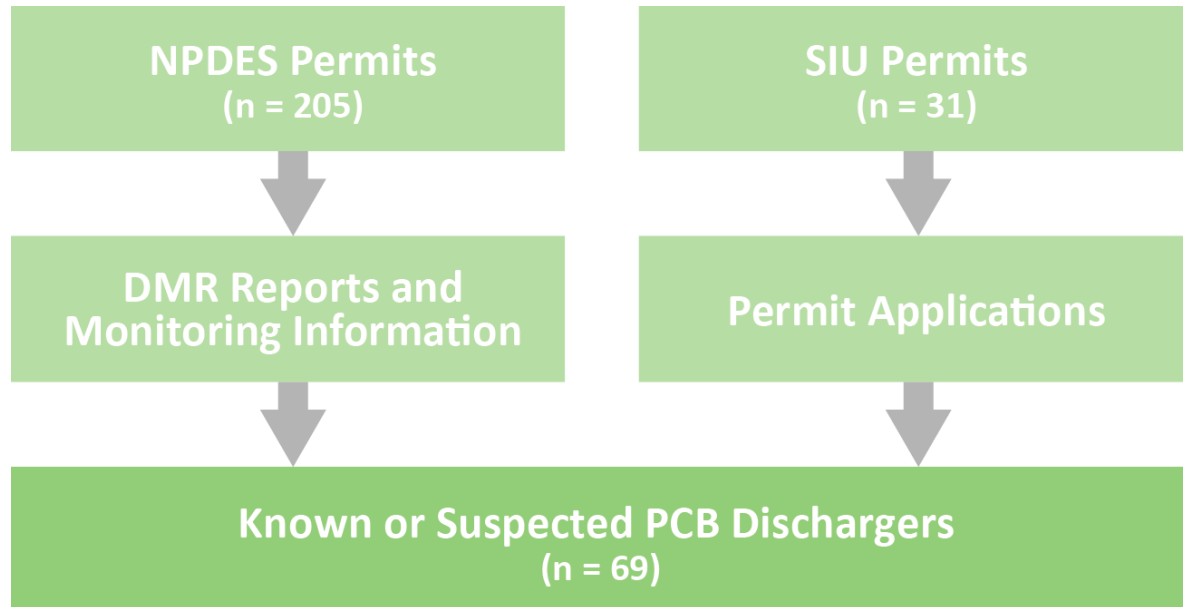 NPDES Permits
(n = 205)
SIU Permits
(n = 31)
DMR Reports and
Monitoring Information
Permit Applications
Known or Suspected PCB Dischargers
(n = 69)